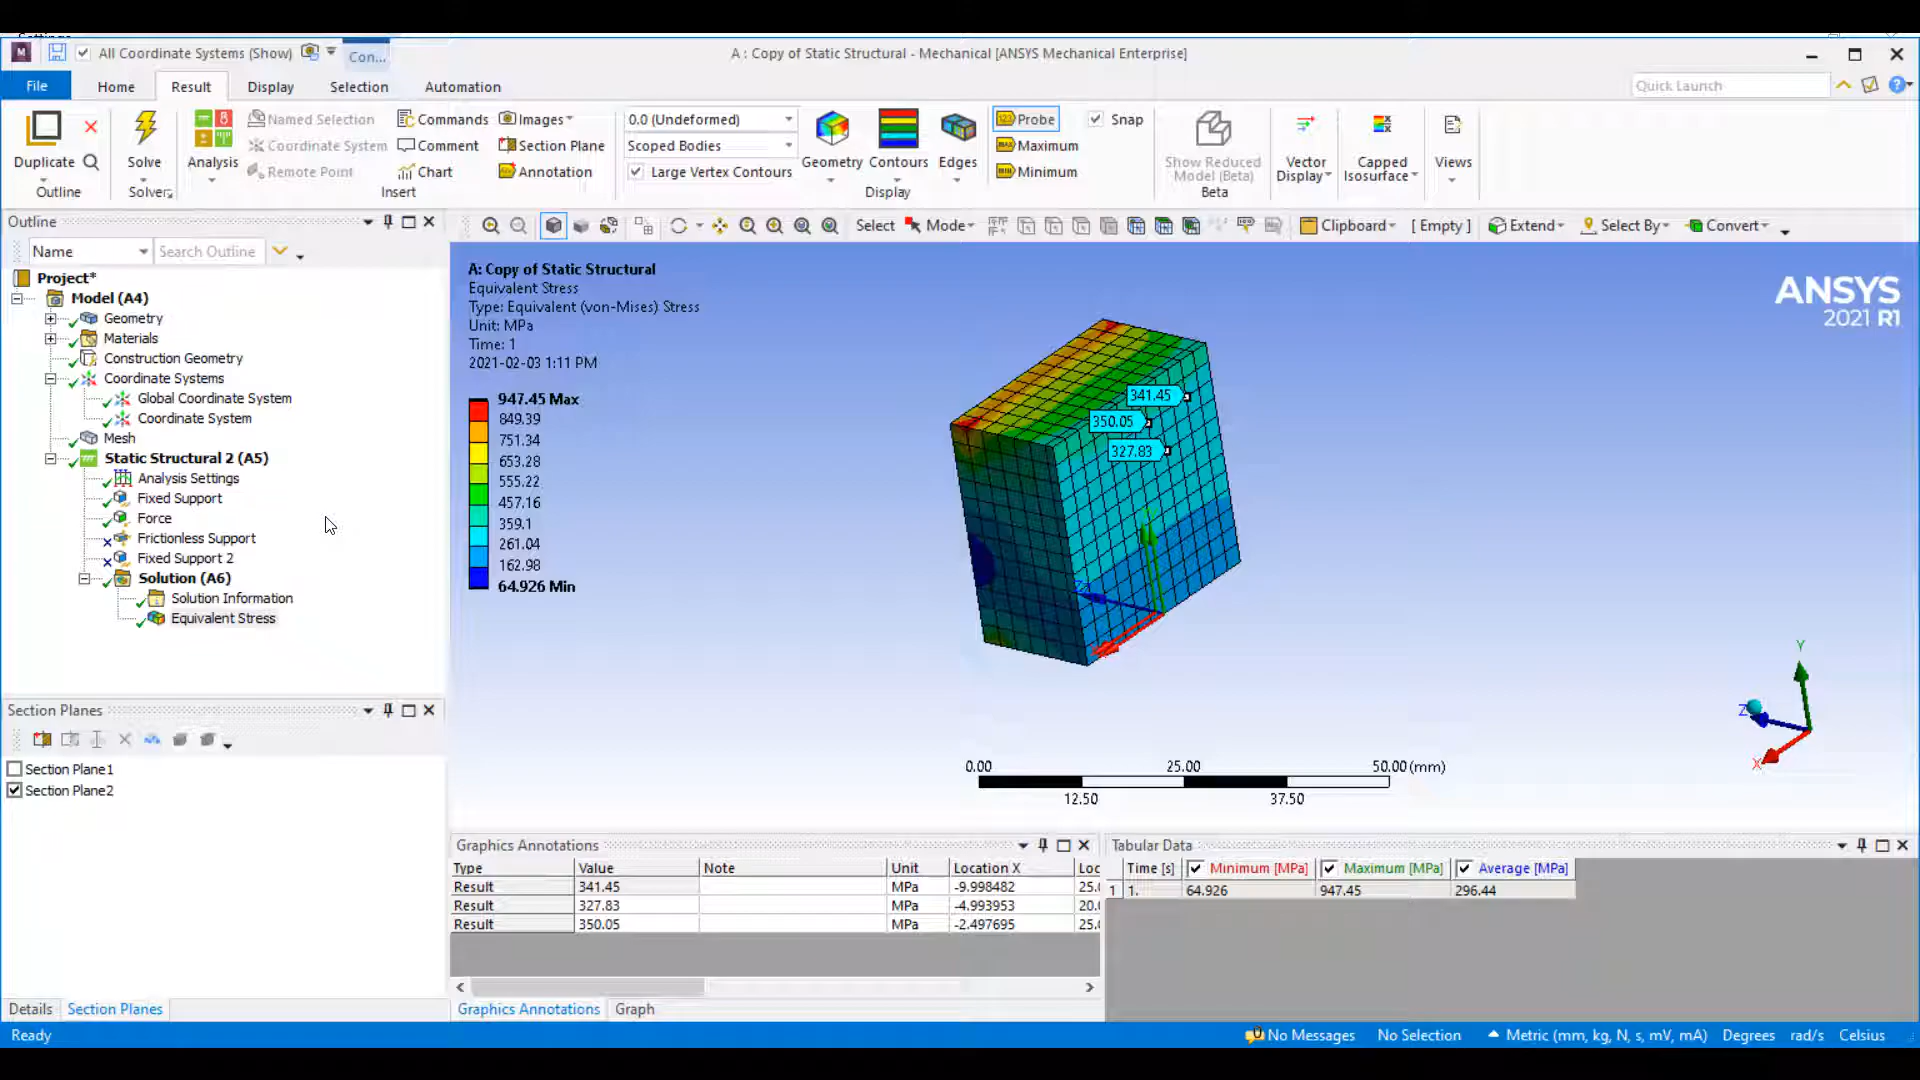 All Coordinate Systems (Show)
Con...
A : Copy of Static Structural - Mechanical [ANSYS Mechanical Enterprise]
File
Home
Result
Display
Selection
Automation
Quick Launch
Duplicate
Outline
Solve
Solver
Analysis
Named Selection
Coordinate System
Remote Point
Commands
Comment
Chart
Images
Section Plane
Annotation
Insert
0.0 (Undeformed)
Scoped Bodies
Large Vertex Contours
Geometry
Contours
Edges
Display
Probe
Maximum
Minimum
Snap
Show Reduced
Model (Beta)
Beta
Vector
Display
Capped
Isosurface
Views
Outline
Select
Mode
Clipboard
[ Empty ]
Extend
Select By
Convert
Name
Search Outline
Project*
Model (A4)
Geometry
Materials
Construction Geometry
Coordinate Systems
Global Coordinate System
Coordinate System
Mesh
Static Structural 2 (A5)
Analysis Settings
Fixed Support
Force
Frictionless Support
Fixed Support 2
Solution (A6)
Solution Information
Equivalent Stress
Section Planes
Section Plane1
Section Plane2
Details
Section Planes
A: Copy of Static Structural
Equivalent Stress
Type: Equivalent (von-Mises) Stress
Unit: MPa
Time: 1
2021-02-03 1:11 PM
947.45 Max
849.39
751.34
653.28
555.22
457.16
359.1
261.04
162.98
64.926 Min
341.45
350.05
327.83
ANSYS
2021 R1
Y
Z
X
0.00
25.00
50.00 (mm)
12.50
37.50
Graphics Annotations
Type Value Note Unit Location X Loc
Result 341.45 MPa -9.998482 25.0
Result 327.83 MPa -4.993953 20.0
Result 350.05 MPa -2.497695 25.0
Graphics Annotations
Graph
Tabular Data
Time [s] Minimum [MPa] Maximum [MPa] Average [MPa]
1 1. 64.926 947.45 296.44
Ready
No Messages
No Selection
Metric (mm, kg, N, s, mV, mA)
Degrees
rad/s
Celsius